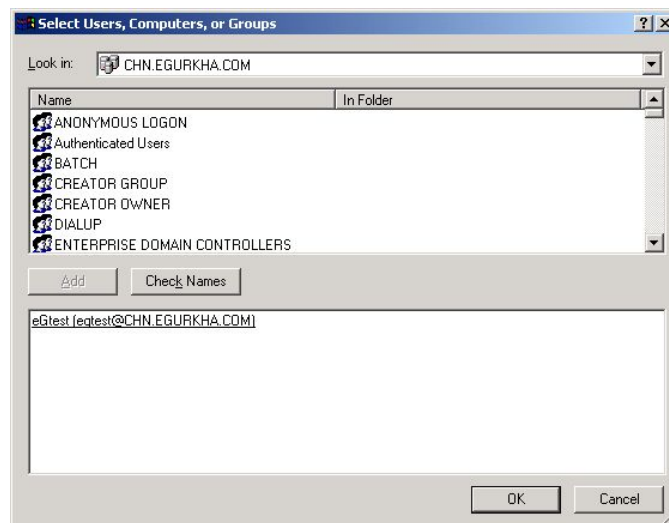 Select Users, Computers, or Groups
Look in: CHN.EGURKHA.COM
Name In Folder
ANONYMOUS LOGON
Authenticated Users
BATCH
CREATOR GROUP
CREATOR OWNER
DIALUP
ENTERPRISE DOMAIN CONTROLLERS
Add Check Names
eGtest (egtest@CHN.EGURKHA.COM)
OK Cancel